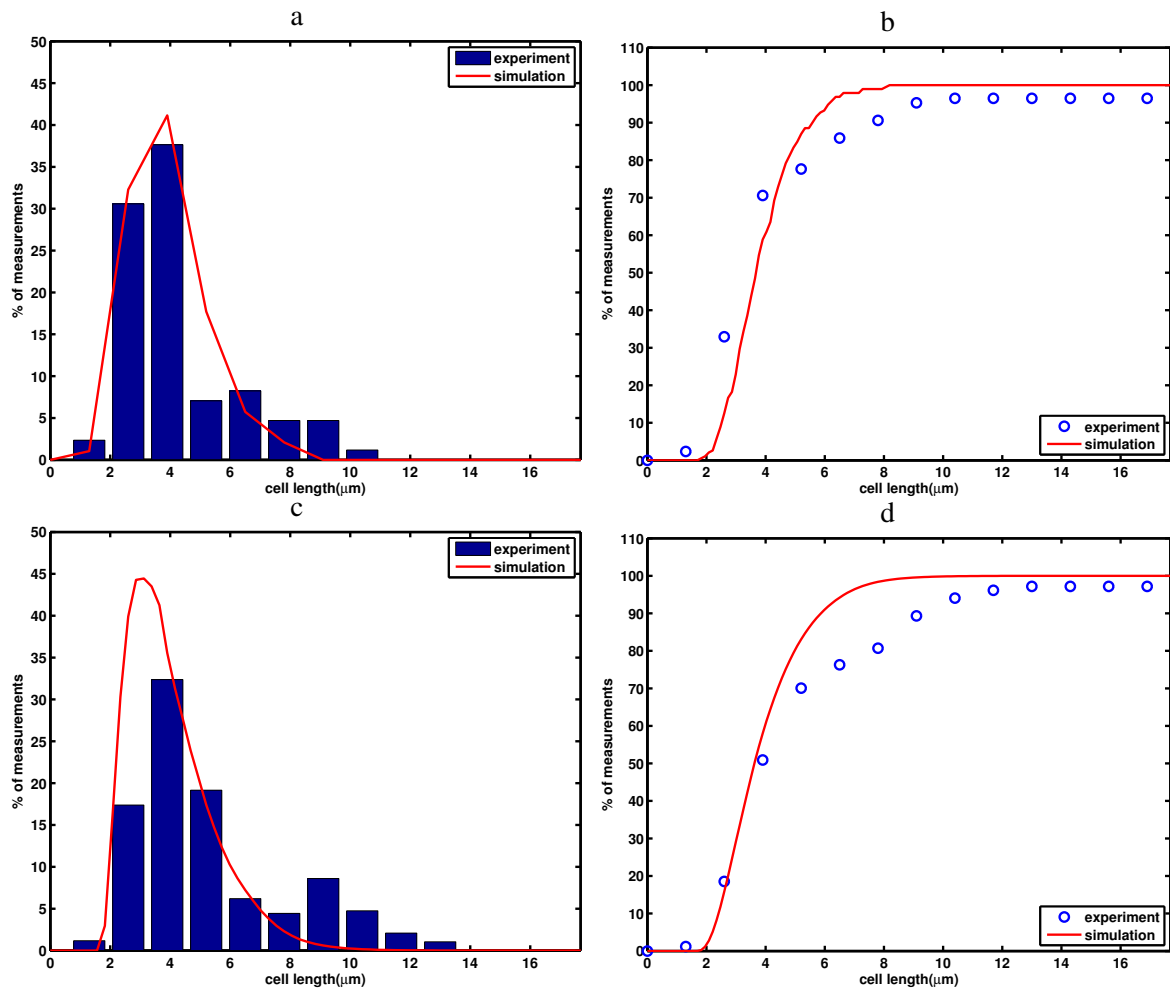 a
50
45
40
35
30
25
20
15
10
5
0
% of measurements
experiment
simulation
0 2 4 6 8 10 12 14 16
cell length(μm)
b
110
100
90
80
70
60
50
40
30
20
10
0
% of measurements
experiment
simulation
0 2 4 6 8 10 12 14 16
cell length(μm)
c
50
45
40
35
30
25
20
15
10
5
0
% of measurements
experiment
simulation
0 2 4 6 8 10 12 14 16
cell length(μm)
d
110
100
90
80
70
60
50
40
30
20
10
0
% of measurements
experiment
simulation
0 2 4 6 8 10 12 14 16
cell length(μm)